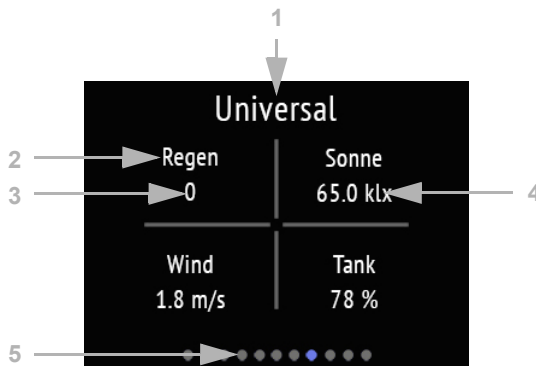 1
Universal
2 Regen Sonne
3 0 65.0 klx 4
Wind Tank
1.8 m/s 78 %
5